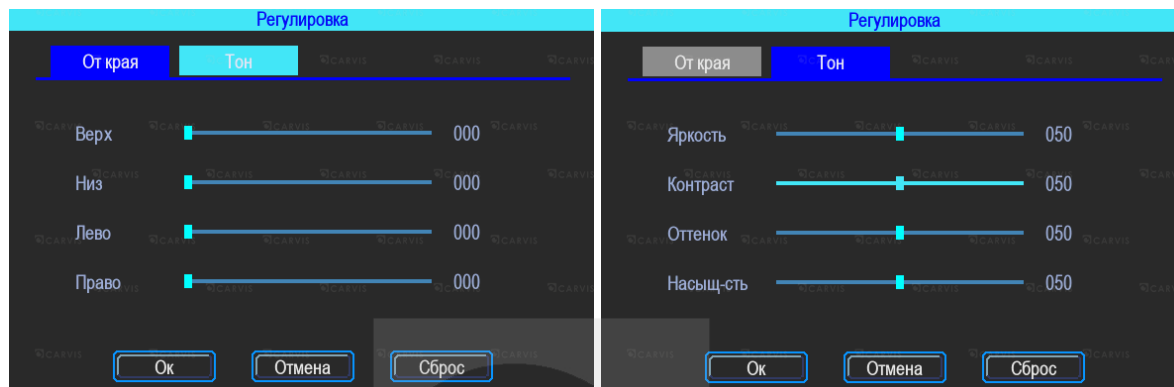 Регулировка
От края Тон
Верх 000
Низ 000
Лево 000
Право 000
Ок Отмена Сброс
Регулировка
От края Тон
Яркость 050
Контраст 050
Оттенок 050
Насыщ-сть 050
Ок Отмена Сброс
CARVIS